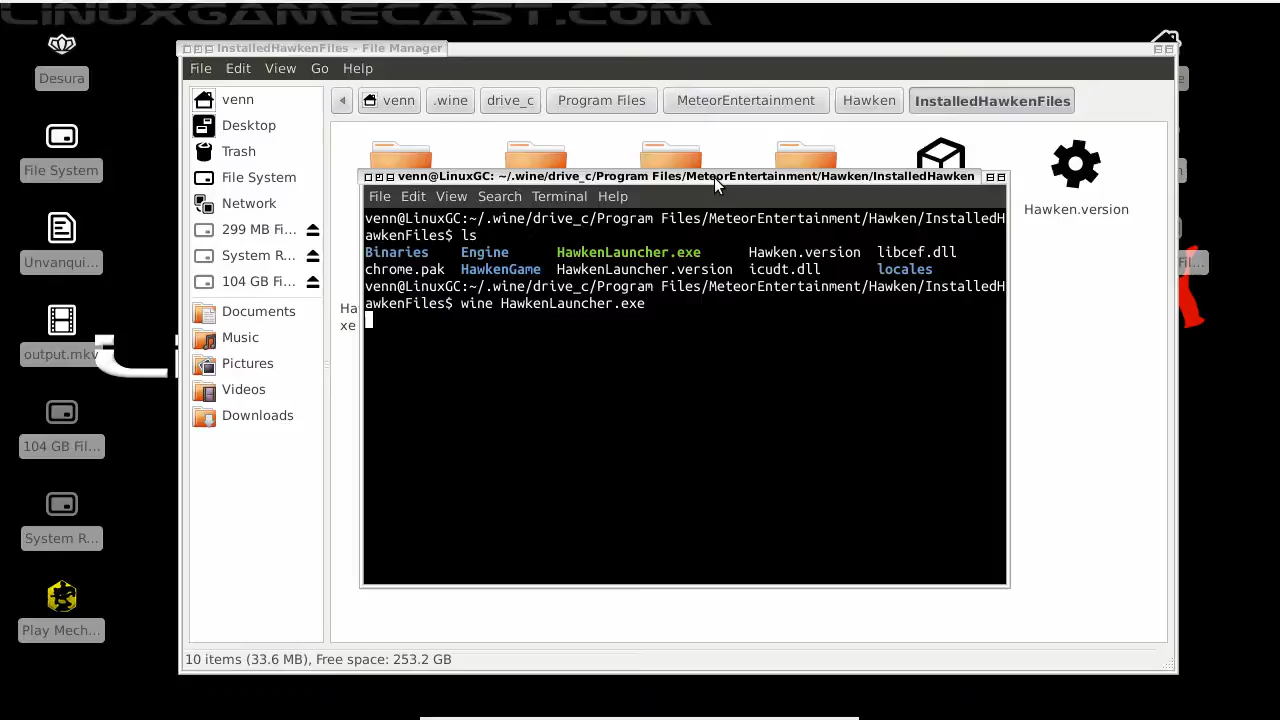 LINUXGAMECAST.COM
InstalledHawkenFiles - File Manager
File Edit View Go Help
venn .wine drive_c Program Files MeteorEntertainment Hawken InstalledHawkenFiles
venn
Desktop
Trash
File System
Network
299 MB Fi...
System R...
104 GB Fi...
Documents
Music
Pictures
Videos
Downloads
Hawken.version
Ha
xe
venn@LinuxGC: ~/.wine/drive_c/Program Files/MeteorEntertainment/Hawken/InstalledHawken
File Edit View Search Terminal Help
venn@LinuxGC:~/.wine/drive_c/Program Files/MeteorEntertainment/Hawken/InstalledH
awkenFiles$ ls
Binaries Engine HawkenLauncher.exe Hawken.version libcef.dll
chrome.pak HawkenGame HawkenLauncher.version icudt.dll locales
venn@LinuxGC:~/.wine/drive_c/Program Files/MeteorEntertainment/Hawken/InstalledH
awkenFiles$ wine HawkenLauncher.exe
10 items (33.6 MB), Free space: 253.2 GB
Desura
File System
Unvanqui...
output.mkv
104 GB Fil...
System R...
Play Mech...
Fil...